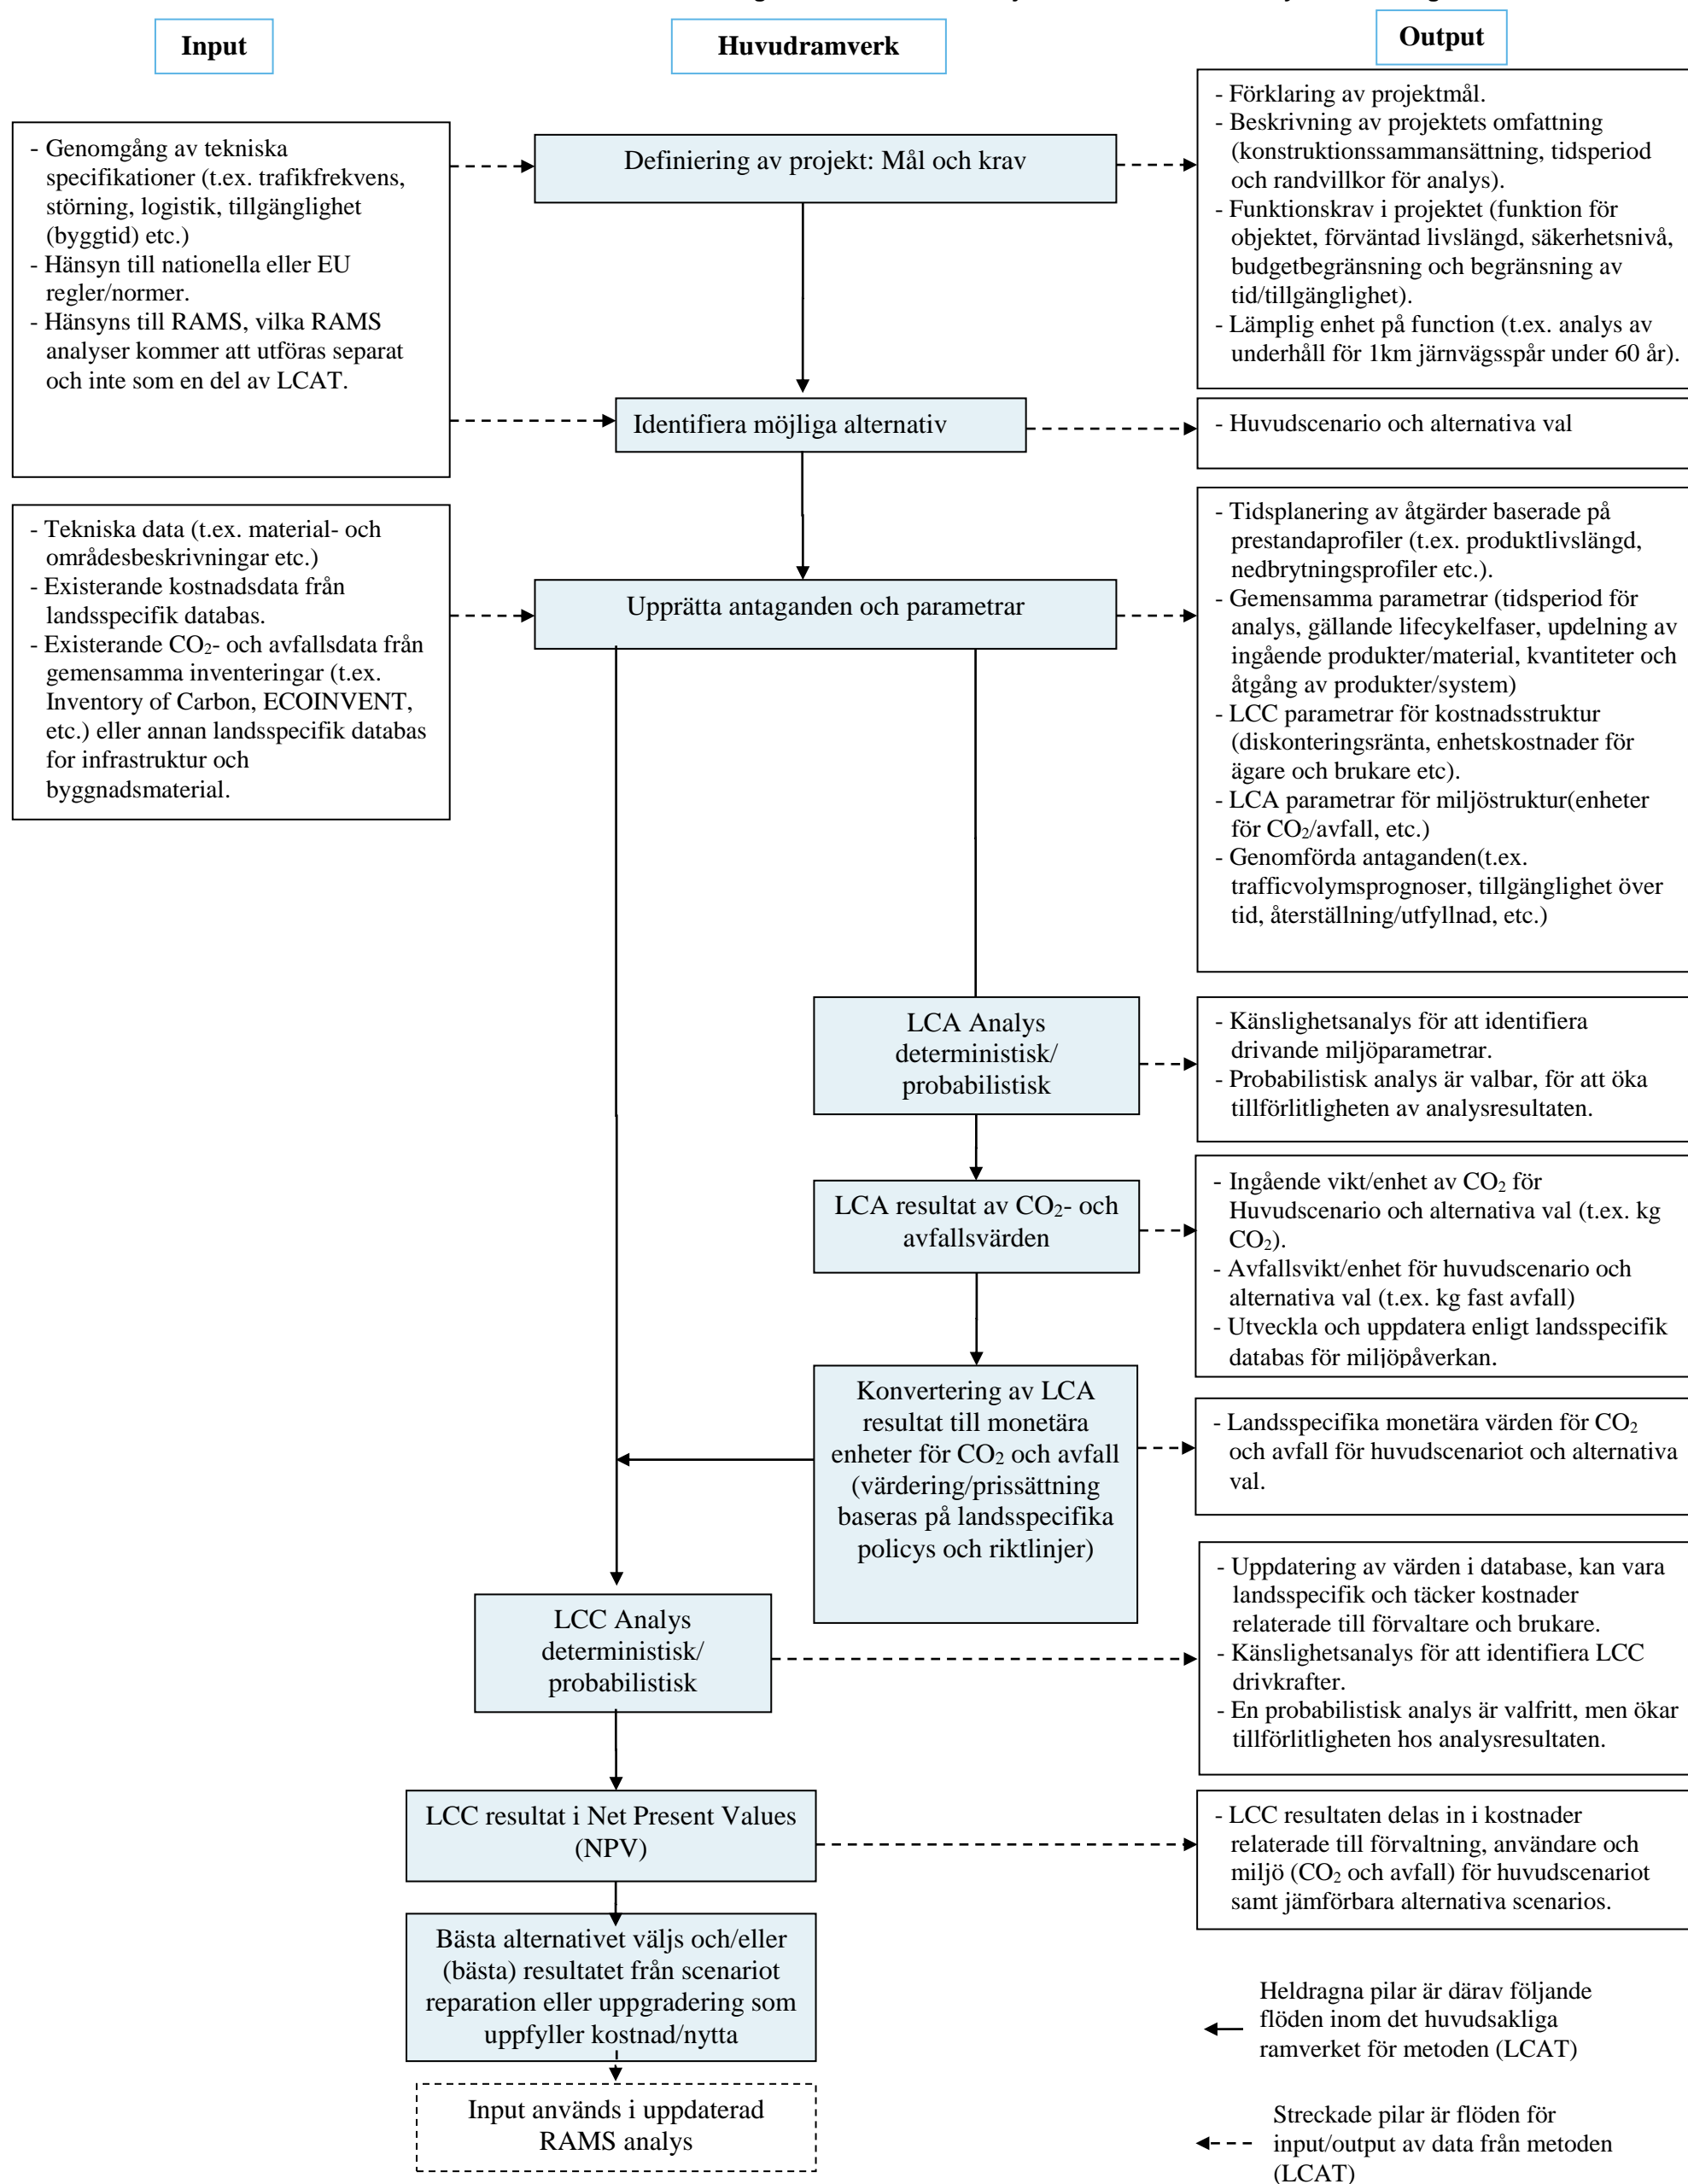 Input
Huvudramverk
Output
- Genomgång av tekniska
specifikationer (t.ex. trafikfrekvens,
störning, logistik, tillgänglighet
(byggtid) etc.)
- Hänsyn till nationella eller EU
regler/normer.
- Hänsyns till RAMS, vilka RAMS
analyser kommer att utföras separat
och inte som en del av LCAT.
Definiering av projekt: Mål och krav
- Förklaring av projektmål.
- Beskrivning av projektets omfattning
(konstruktionssammansättning, tidsperiod
och randvillkor för analys).
- Funktionskrav i projektet (funktion för
objektet, förväntad livslängd, säkerhetsnivå,
budgetbegränsning och begränsning av
tid/tillgänglighet).
- Lämplig enhet på function (t.ex. analys av
underhåll för 1km järnvägsspår under 60 år).
Identifiera möjliga alternativ
- Huvudscenario och alternativa val
- Tekniska data (t.ex. material- och
områdesbeskrivningar etc.)
- Existerande kostnadsdata från
landsspecifik databas.
- Existerande CO₂- och avfallsdata från
gemensamma inventeringar (t.ex.
Inventory of Carbon, ECOINVENT,
etc.) eller annan landsspecifik databas
for infrastruktur och
byggnadsmaterial.
Upprätta antaganden och parametrar
- Tidsplanering av åtgärder baserade på
prestandaprofiler (t.ex. produktlivslängd,
nedbrytningsprofiler etc.).
- Gemensamma parametrar (tidsperiod för
analys, gällande lifecykelfaser, updelning av
ingående produkter/material, kvantiteter och
åtgång av produkter/system)
- LCC parametrar för kostnadsstruktur
(diskonteringsränta, enhetskostnader för
ägare och brukare etc).
- LCA parametrar för miljöstruktur(enheter
för CO₂/avfall, etc.)
- Genomförda antaganden(t.ex.
trafficvolymsprognoser, tillgänglighet över
tid, återställning/utfyllnad, etc.)
LCA Analys
deterministisk/
probabilistisk
- Känslighetsanalys för att identifiera
drivande miljöparametrar.
- Probabilistisk analys är valbar, för att öka
tillförlitligheten av analysresultaten.
LCA resultat av CO₂- och
avfallsvärden
- Ingående vikt/enhet av CO₂ för
Huvudscenario och alternativa val (t.ex. kg
CO₂).
- Avfallsvikt/enhet för huvudscenario och
alternativa val (t.ex. kg fast avfall)
- Utveckla och uppdatera enligt landsspecifik
databas för miljöpåverkan.
Konvertering av LCA
resultat till monetära
enheter för CO₂ och avfall
(värdering/prissättning
baseras på landsspecifika
policys och riktlinjer)
- Landsspecifika monetära värden för CO₂
och avfall för huvudscenariot och alternativa
val.
LCC Analys
deterministisk/
probabilistisk
- Uppdatering av värden i database, kan vara
landsspecifik och täcker kostnader
relaterade till förvaltare och brukare.
- Känslighetsanalys för att identifiera LCC
drivkrafter.
- En probabilistisk analys är valfritt, men ökar
tillförlitligheten hos analysresultaten.
LCC resultat i Net Present Values
(NPV)
- LCC resultaten delas in i kostnader
relaterade till förvaltning, användare och
miljö (CO₂ och avfall) för huvudscenariot
samt jämförbara alternativa scenarios.
Bästa alternativet väljs och/eller
(bästa) resultatet från scenariot
reparation eller uppgradering som
uppfyller kostnad/nytta
Input används i uppdaterad
RAMS analys
Heldragna pilar är därav följande
flöden inom det huvudsakliga
ramverket för metoden (LCAT)
Streckade pilar är flöden för
input/output av data från metoden
(LCAT)